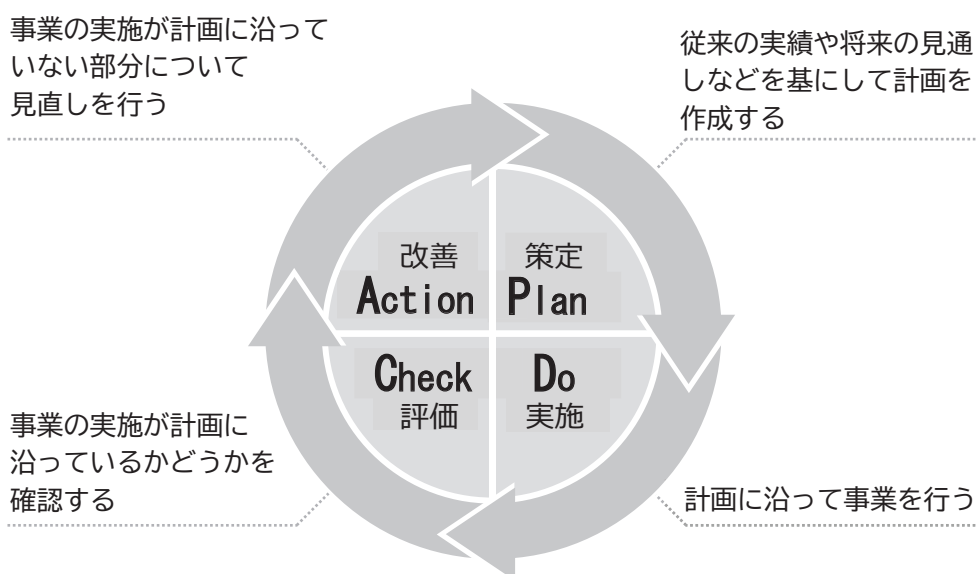 事業の実施が計画に沿って
いない部分について
見直しを行う
従来の実績や将来の見通
しなどを基にして計画を
作成する
改善
Action
策定
Plan
Check
評価
Do
実施
事業の実施が計画に
沿っているかどうかを
確認する
計画に沿って事業を行う